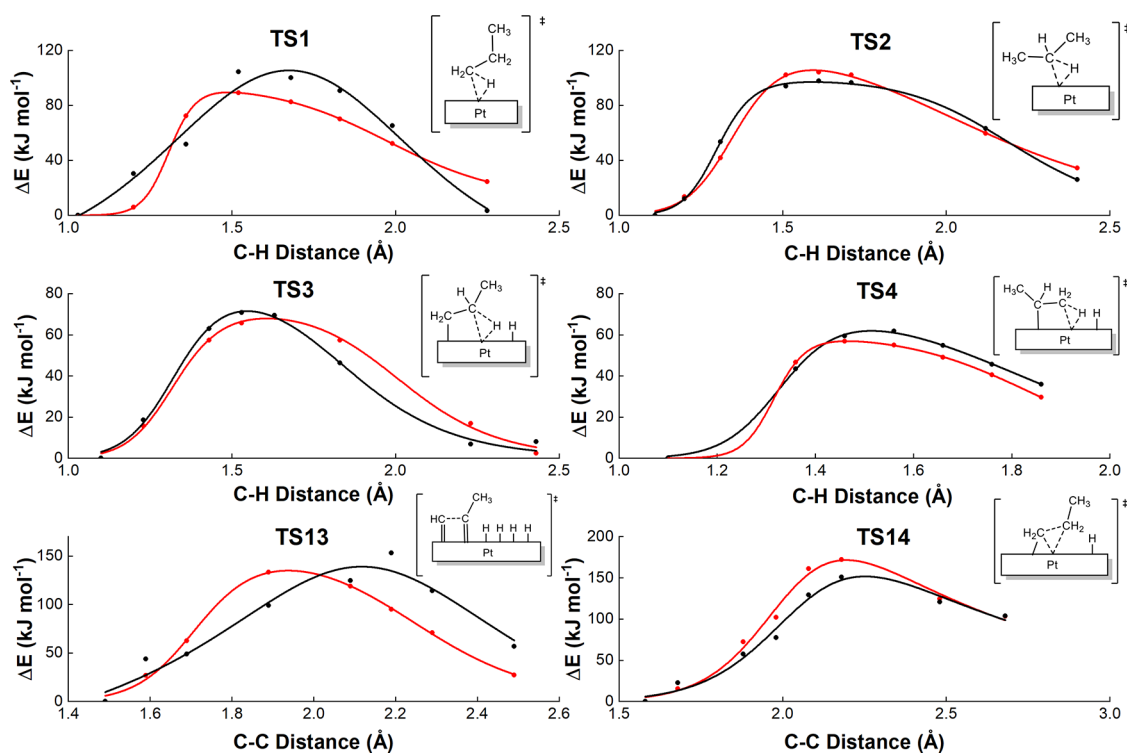 TS1
ΔE (kJ mol-1)
120
80
40
0
1.0 1.5 2.0 2.5
C-H Distance (Å)
CH3
H2C
CH2
H
Pt
‡
TS2
ΔE (kJ mol-1)
120
80
40
0
1.0 1.5 2.0 2.5
C-H Distance (Å)
H
CH3
H3C
C
H
Pt
‡
TS3
ΔE (kJ mol-1)
80
60
40
20
0
1.0 1.5 2.0 2.5
C-H Distance (Å)
CH3
H
C
H2C
H
H
Pt
‡
TS4
ΔE (kJ mol-1)
80
60
40
20
0
1.0 1.2 1.4 1.6 1.8 2.0
C-H Distance (Å)
H3C
H
H2
C
C
H
H
Pt
‡
TS13
ΔE (kJ mol-1)
150
100
50
0
1.4 1.6 1.8 2.0 2.2 2.4 2.6
C-C Distance (Å)
CH3
HC
C
H H H H
Pt
‡
TS14
ΔE (kJ mol-1)
200
150
100
50
0
1.5 2.0 2.5 3.0
C-C Distance (Å)
CH3
H2C
CH2
H
Pt
‡